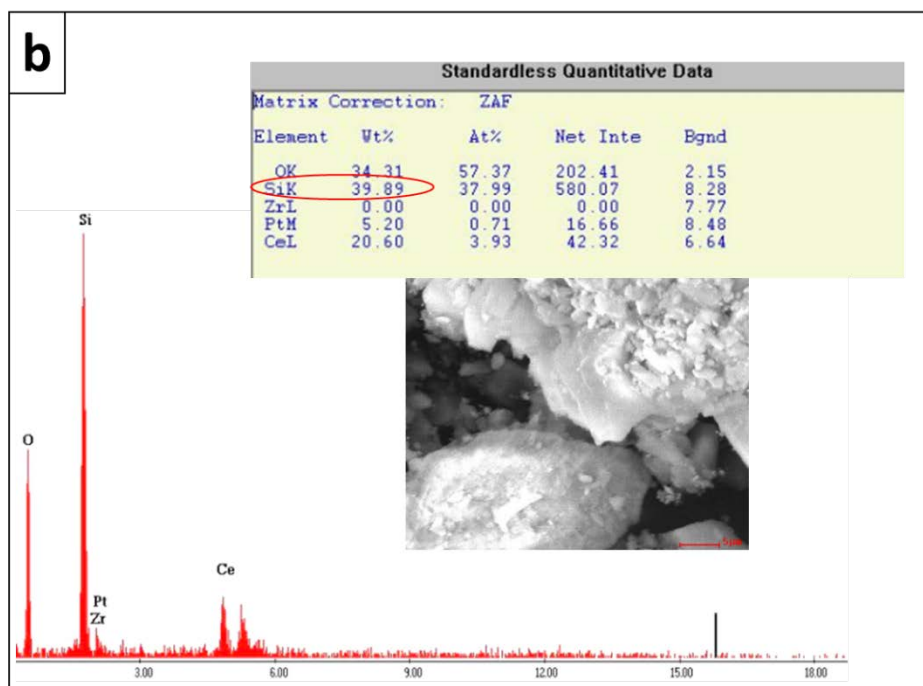 b
Standardless Quantitative Data
Matrix Correction: ZAF
Element Wt% At% Net Inte Bgnd
OK 34.31 57.37 202.41 2.15
SiK 39.89 37.99 580.07 8.28
ZrL 0.00 0.00 0.00 7.77
PtM 5.20 0.71 16.66 8.48
CeL 20.60 3.93 42.32 6.64
Si
O
Pt
Zr
Ce
5µm
3.00 6.00 9.00 12.00 15.00 18.00